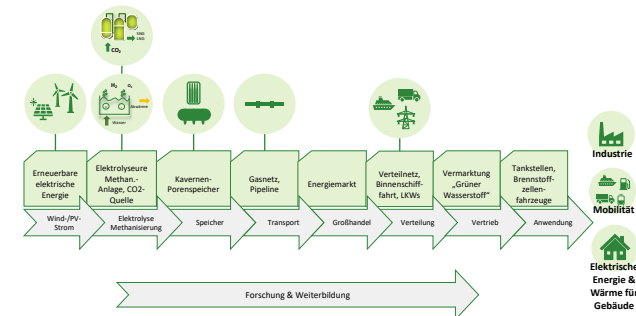 SNG
LNG
CO₂
H₂ O₂
Abwärme
Wasser
Erneuerbare
elektrische
Energie
Elektrolyseure
Methan.-
Anlage, CO2-
Quelle
Kavernen-
Porenspeicher
Gasnetz,
Pipeline
Energiemarkt
Verteilnetz,
Binnenschiff-
fahrt, LKWs
Vermarktung
„Grüner
Wasserstoff“
Tankstellen,
Brennstoff-
zellen-
fahrzeuge
Wind-/PV-
Strom
Elektrolyse
Methanisierung
Speicher
Transport
Großhandel
Verteilung
Vertrieb
Anwendung
Industrie
Mobilität
Elektrische
Energie &
Wärme für
Gebäude
Forschung & Weiterbildung